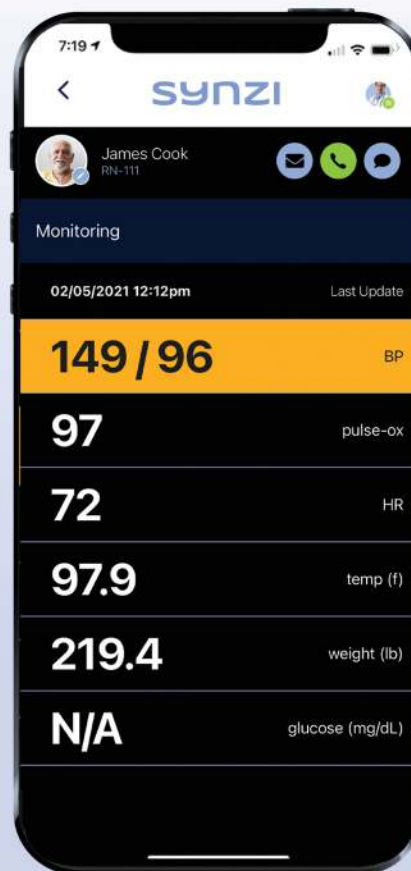 7:19
SYNZI
James Cook
RN-111
Monitoring
02/05/2021 12:12pm Last Update
149 / 96 BP
97 pulse-ox
72 HR
97.9 temp (f)
219.4 weight (lb)
N/A glucose (mg/dL)